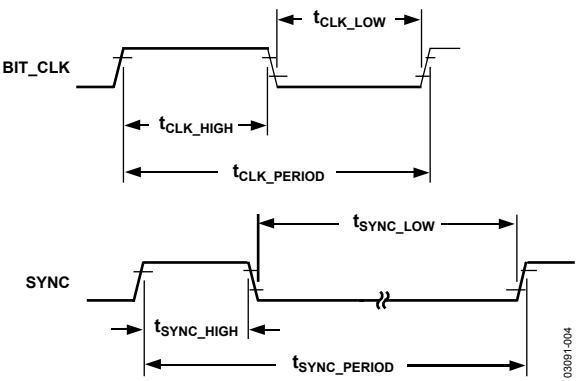 tCLK_LOW
BIT_CLK
tCLK_HIGH
tCLK_PERIOD
tSYNC_LOW
SYNC
tSYNC_HIGH
tSYNC_PERIOD
03091-004